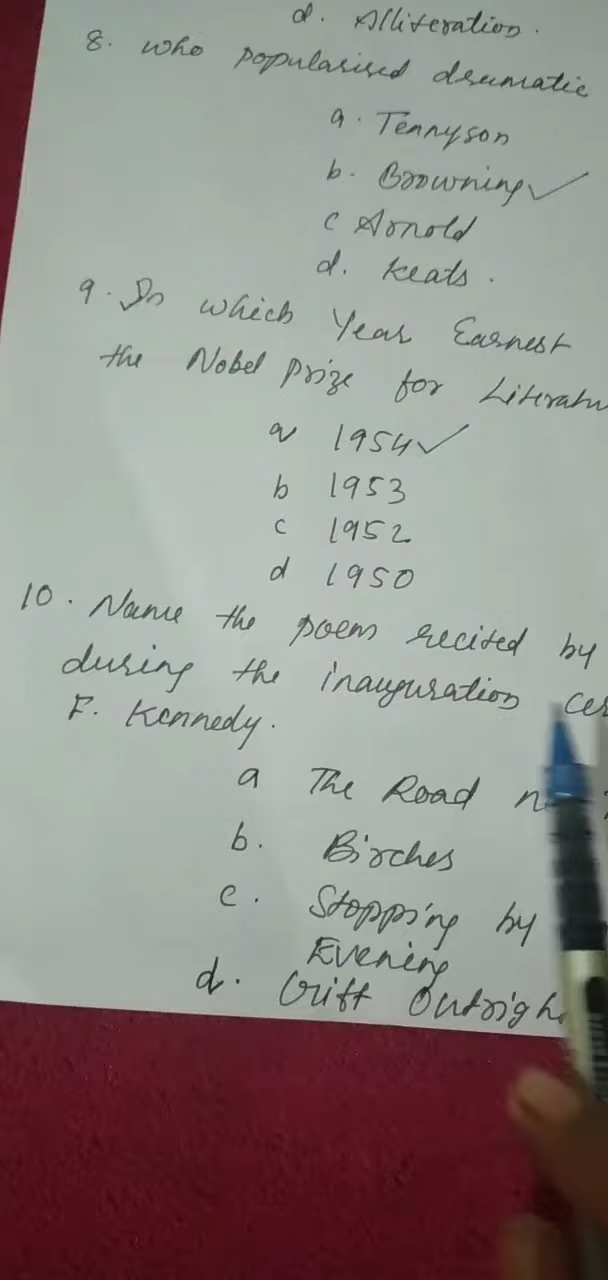 d. Alliteration.
8. who popularised dramatic
a. Tennyson
b. Browning ✓
c Arnold
d. Keats.
9. In which Year Earnest
the Nobel prize for Literatu
a 1954 ✓
b 1953
c 1952
d 1950
10. Name the poem recited by
during the inauguration cer
F. Kennedy.
a The Road n
b. Birches
c. Stopping by
Evening
d. Gift Outrigh